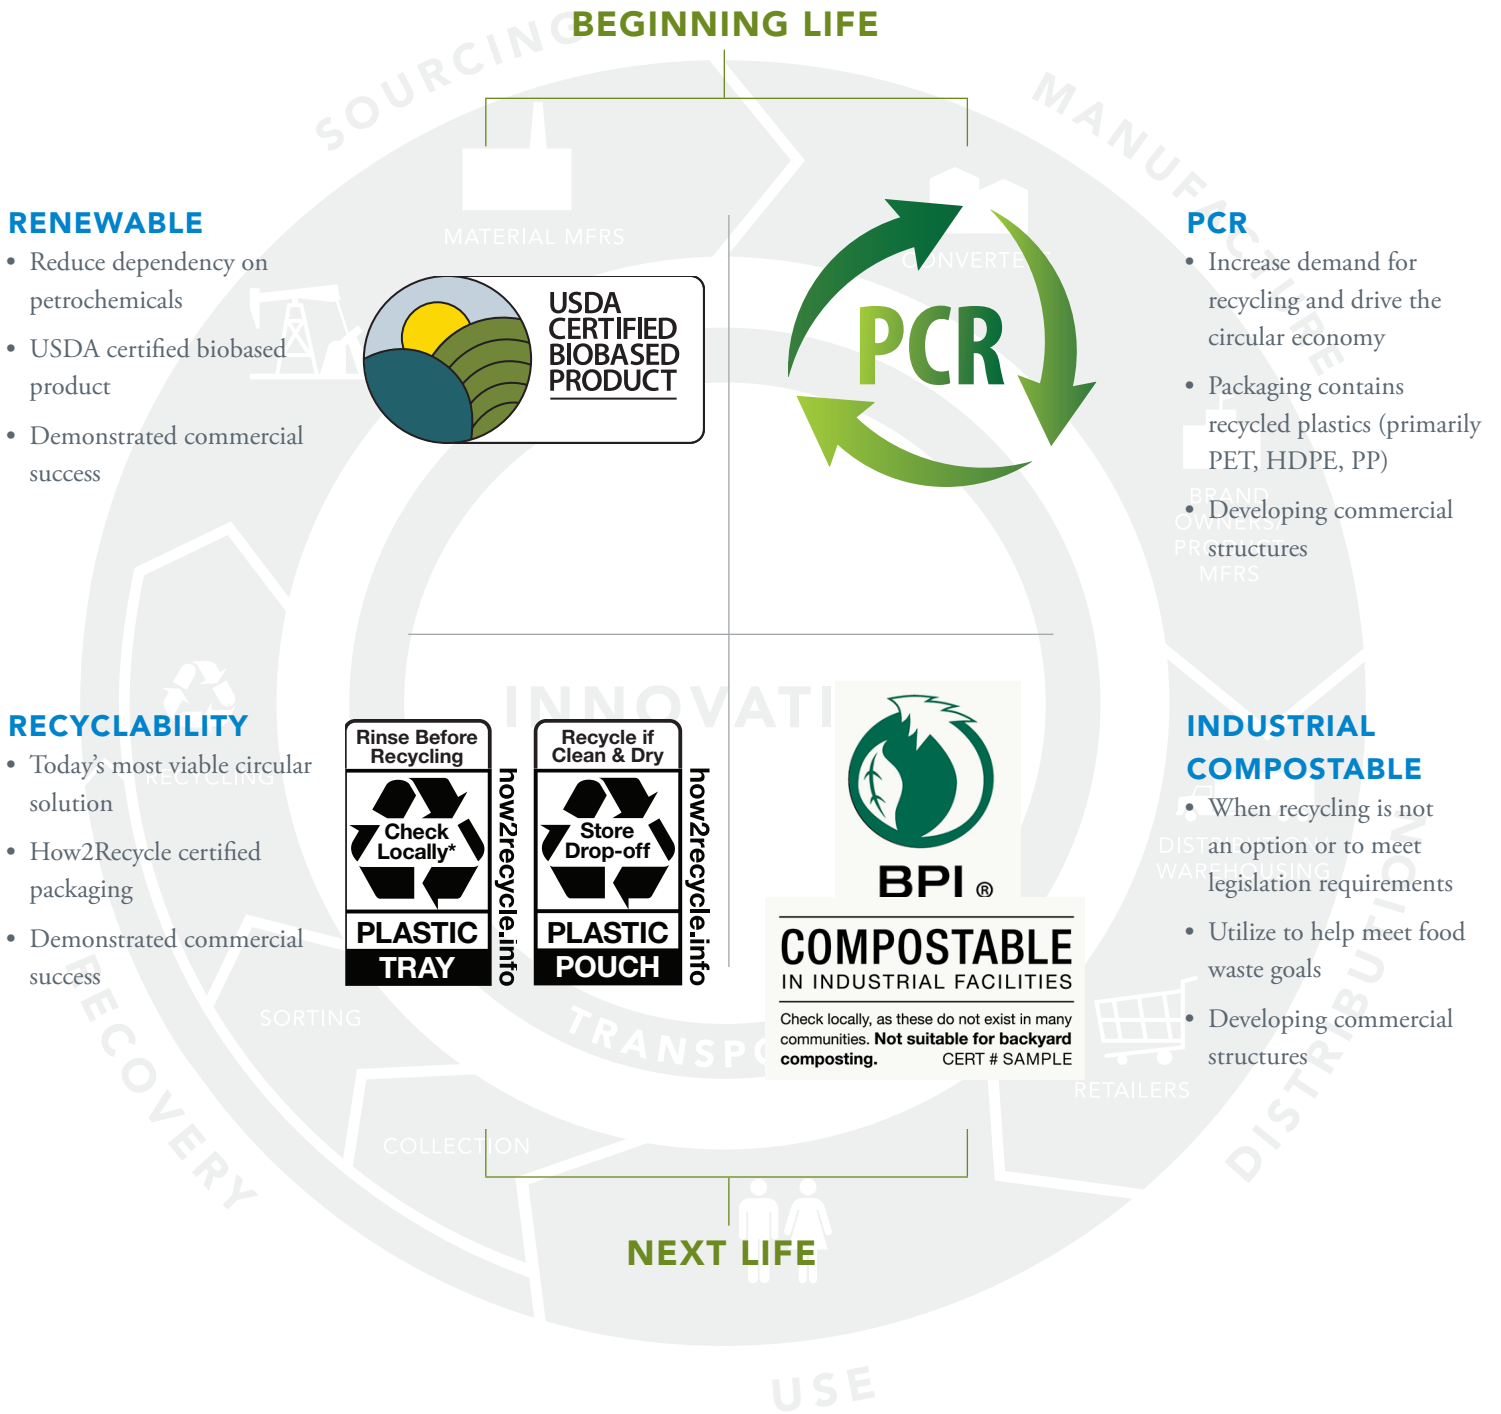 BEGINNING LIFE
SOURCING
MANUFACTURE
MATERIAL MFRS
RENEWABLE
• Reduce dependency on
petrochemicals
• USDA certified biobased
product
• Demonstrated commercial
success
USDA
CERTIFIED
BIOBASED
PRODUCT
PCR
PCR
• Increase demand for
recycling and drive the
circular economy
• Packaging contains
recycled plastics (primarily
PET, HDPE, PP)
• Developing commercial
structures
BRAND
OWNERS/
PRODUCT
MFRS
RECYCLABILITY
• Today's most viable circular
solution
• How2Recycle certified
packaging
• Demonstrated commercial
success
RECYCLING
SORTING
COLLECTION
RECOVERY
Rinse Before
Recycling
Check
Locally*
PLASTIC
TRAY
how2recycle.info
Recycle if
Clean & Dry
Store
Drop-off
PLASTIC
POUCH
how2recycle.info
BPI ®
COMPOSTABLE
IN INDUSTRIAL FACILITIES
Check locally, as these do not exist in many
communities. Not suitable for backyard
composting. CERT # SAMPLE
INDUSTRIAL
COMPOSTABLE
• When recycling is not
an option or to meet
legislation requirements
• Utilize to help meet food
waste goals
• Developing commercial
structures
DISTRIBUTION/
WAREHOUSING
RETAILERS
DISTRIBUTION
NEXT LIFE
USE